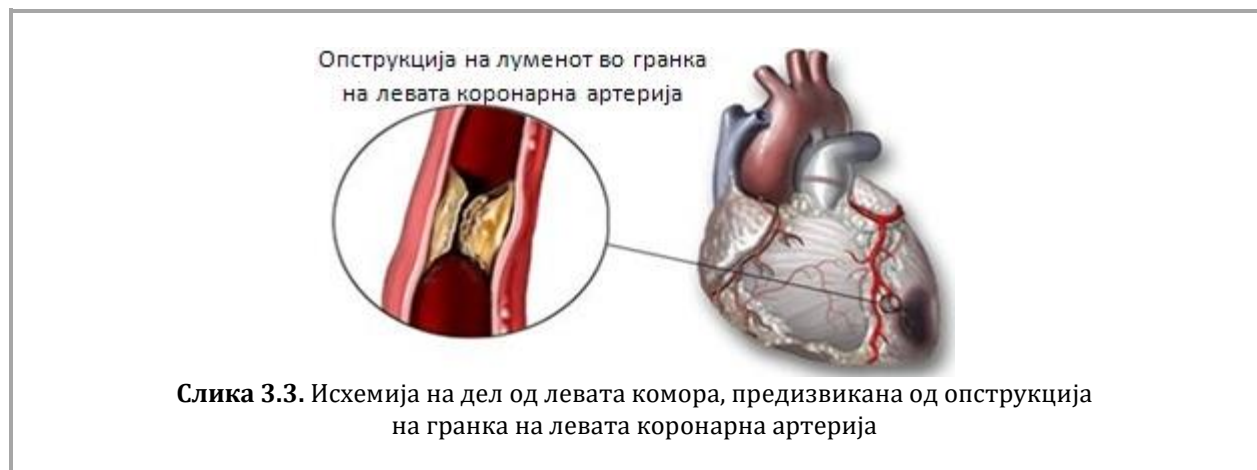 Опструкција на луменот во гранка
на левата коронарна артерија
Слика 3.3. Исхемија на дел од левата комора, предизвикана од опструкција
на гранка на левата коронарна артерија